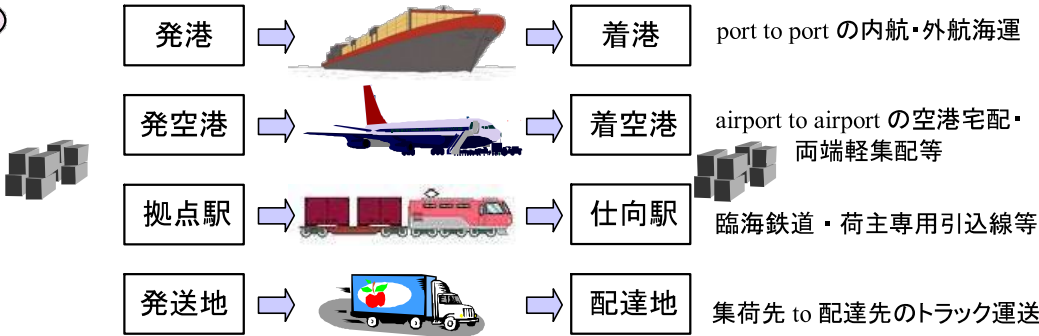 発港
着港
port to port の内航・外航海運
発空港
着空港
airport to airport の空港宅配・
両端軽集配等
拠点駅
仕向駅
臨海鉄道・荷主専用引込線等
発送地
配達地
集荷先 to 配達先のトラック運送